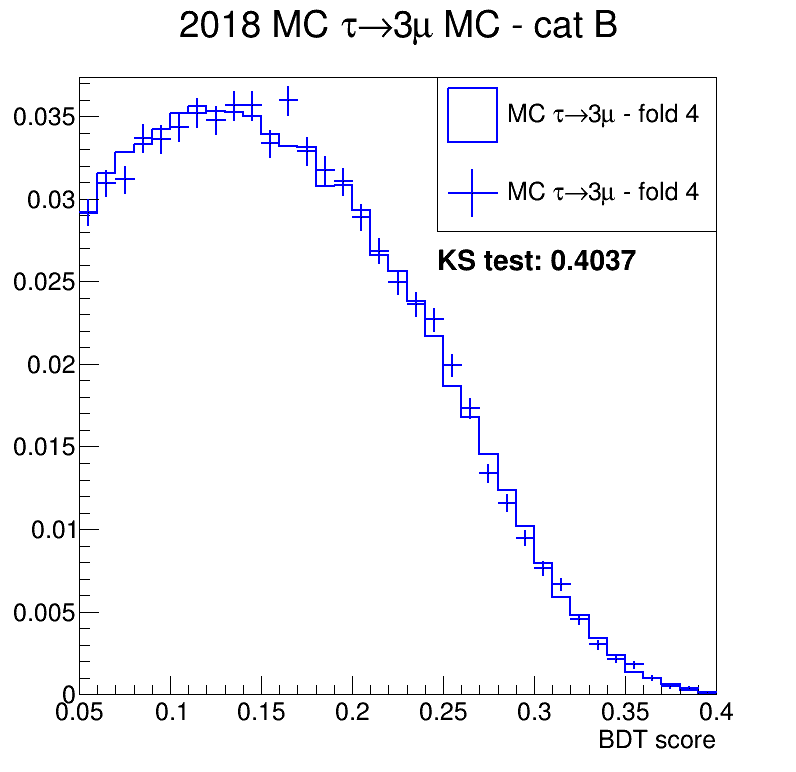 2018 MC τ→3μ MC - cat B
MC τ→3μ - fold 4
MC τ→3μ - fold 4
KS test: 0.4037
0.035
0.03
0.025
0.02
0.015
0.01
0.005
0
0.05 0.1 0.15 0.2 0.25 0.3 0.35 0.4
BDT score